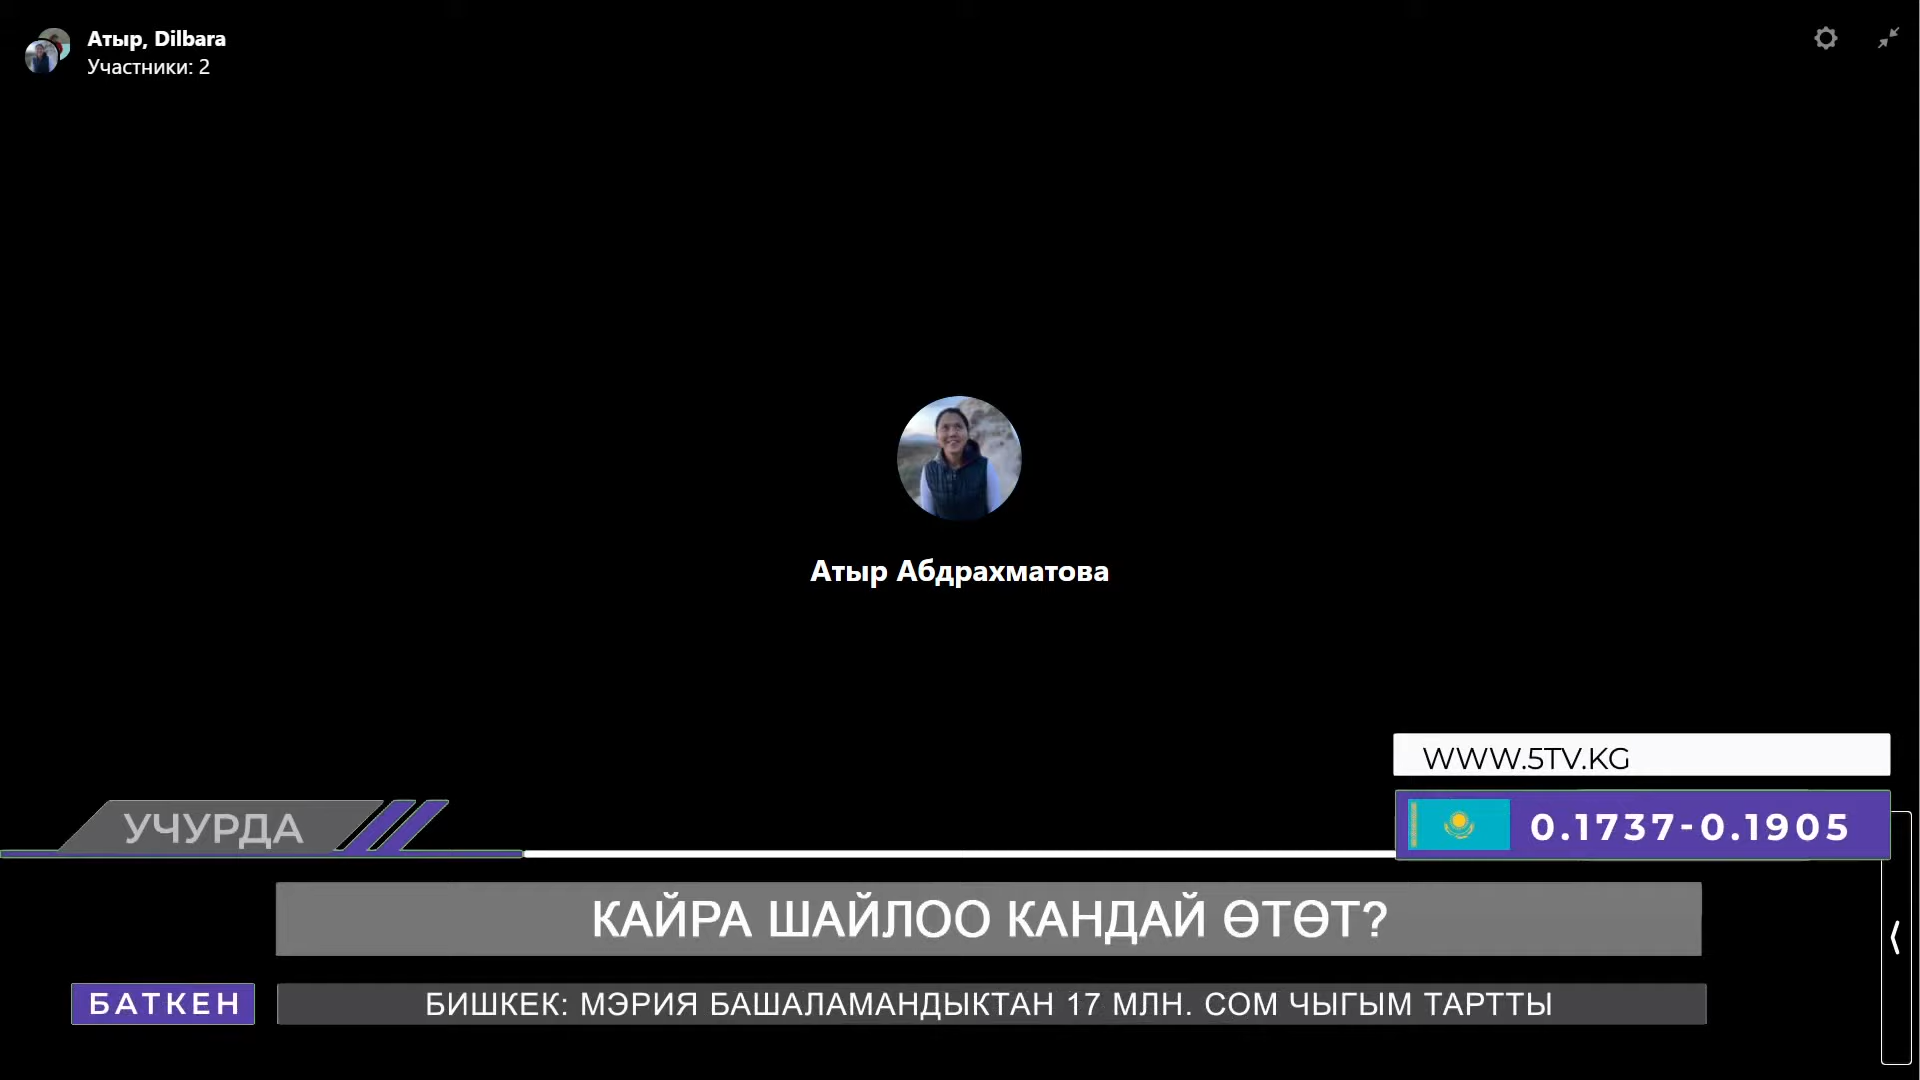 Атыр, Dilbara
Участники: 2
Атыр Абдрахматова
WWW.5TV.KG
УЧУРДА
0.1737-0.1905
КАЙРА ШАЙЛОО КАНДАЙ ӨТӨТ?
БАТКЕН
БИШКЕК: МЭРИЯ БАШАЛАМАНДЫКТАН 17 МЛН. СОМ ЧЫГЫМ ТАРТТЫ